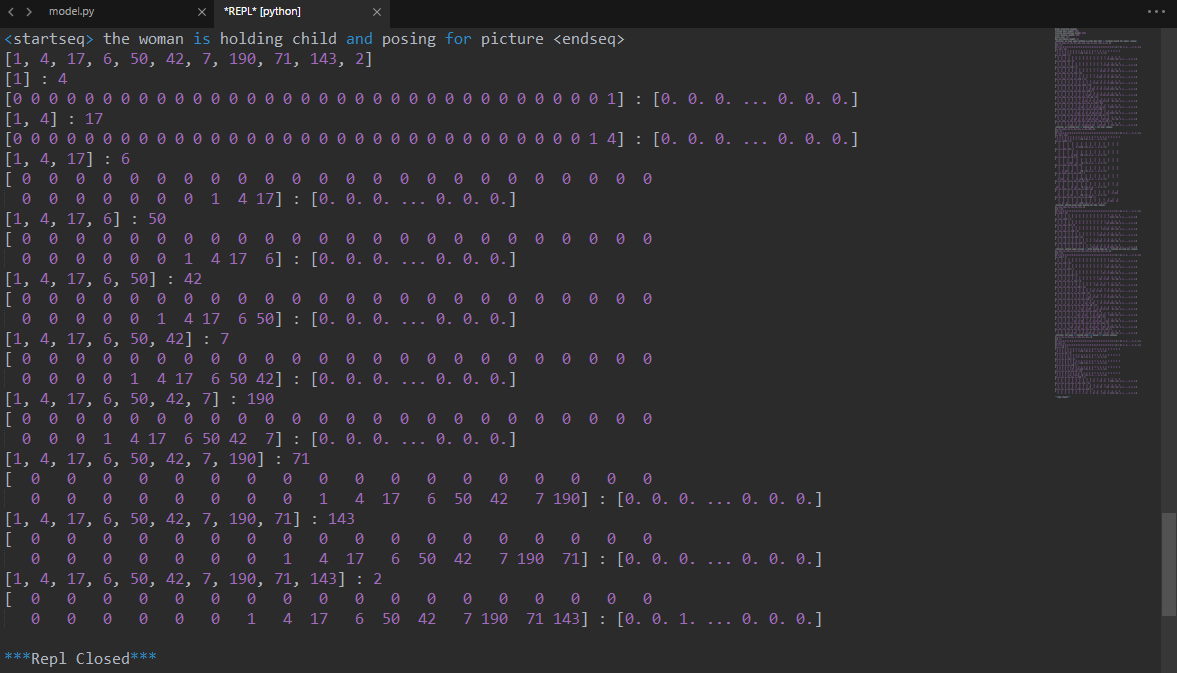 model.py
*REPL* [python]
<startseq> the woman is holding child and posing for picture <endseq>
[1, 4, 17, 6, 50, 42, 7, 190, 71, 143, 2]
[1] : 4
[0 0 0 0 0 0 0 0 0 0 0 0 0 0 0 0 0 0 0 0 0 0 0 0 0 0 0 0 0 0 0 0 0 1] : [0. 0. 0. ... 0. 0. 0.]
[1, 4] : 17
[0 0 0 0 0 0 0 0 0 0 0 0 0 0 0 0 0 0 0 0 0 0 0 0 0 0 0 0 0 0 0 0 1 4] : [0. 0. 0. ... 0. 0. 0.]
[1, 4, 17] : 6
[ 0  0  0  0  0  0  0  0  0  0  0  0  0  0  0  0  0  0  0  0  0  0  0  0
  0  0  0  0  0  0  0  1  4 17] : [0. 0. 0. ... 0. 0. 0.]
[1, 4, 17, 6] : 50
[ 0  0  0  0  0  0  0  0  0  0  0  0  0  0  0  0  0  0  0  0  0  0  0  0
  0  0  0  0  0  0  1  4 17  6] : [0. 0. 0. ... 0. 0. 0.]
[1, 4, 17, 6, 50] : 42
[ 0  0  0  0  0  0  0  0  0  0  0  0  0  0  0  0  0  0  0  0  0  0  0  0
  0  0  0  0  0  1  4 17  6 50] : [0. 0. 0. ... 0. 0. 0.]
[1, 4, 17, 6, 50, 42] : 7
[ 0  0  0  0  0  0  0  0  0  0  0  0  0  0  0  0  0  0  0  0  0  0  0  0
  0  0  0  0  1  4 17  6 50 42] : [0. 0. 0. ... 0. 0. 0.]
[1, 4, 17, 6, 50, 42, 7] : 190
[ 0  0  0  0  0  0  0  0  0  0  0  0  0  0  0  0  0  0  0  0  0  0  0  0
  0  0  0  1  4 17  6 50 42  7] : [0. 0. 0. ... 0. 0. 0.]
[1, 4, 17, 6, 50, 42, 7, 190] : 71
[  0   0   0   0   0   0   0   0   0   0   0   0   0   0   0   0   0   0
   0   0   0   0   0   0   0   0   1   4  17   6  50  42   7 190] : [0. 0. 0. ... 0. 0. 0.]
[1, 4, 17, 6, 50, 42, 7, 190, 71] : 143
[  0   0   0   0   0   0   0   0   0   0   0   0   0   0   0   0   0   0
   0   0   0   0   0   0   0   1   4  17   6  50  42   7 190  71] : [0. 0. 0. ... 0. 0. 0.]
[1, 4, 17, 6, 50, 42, 7, 190, 71, 143] : 2
[  0   0   0   0   0   0   0   0   0   0   0   0   0   0   0   0   0   0
   0   0   0   0   0   0   1   4  17   6  50  42   7 190  71 143] : [0. 0. 1. ... 0. 0. 0.]
***Repl Closed***